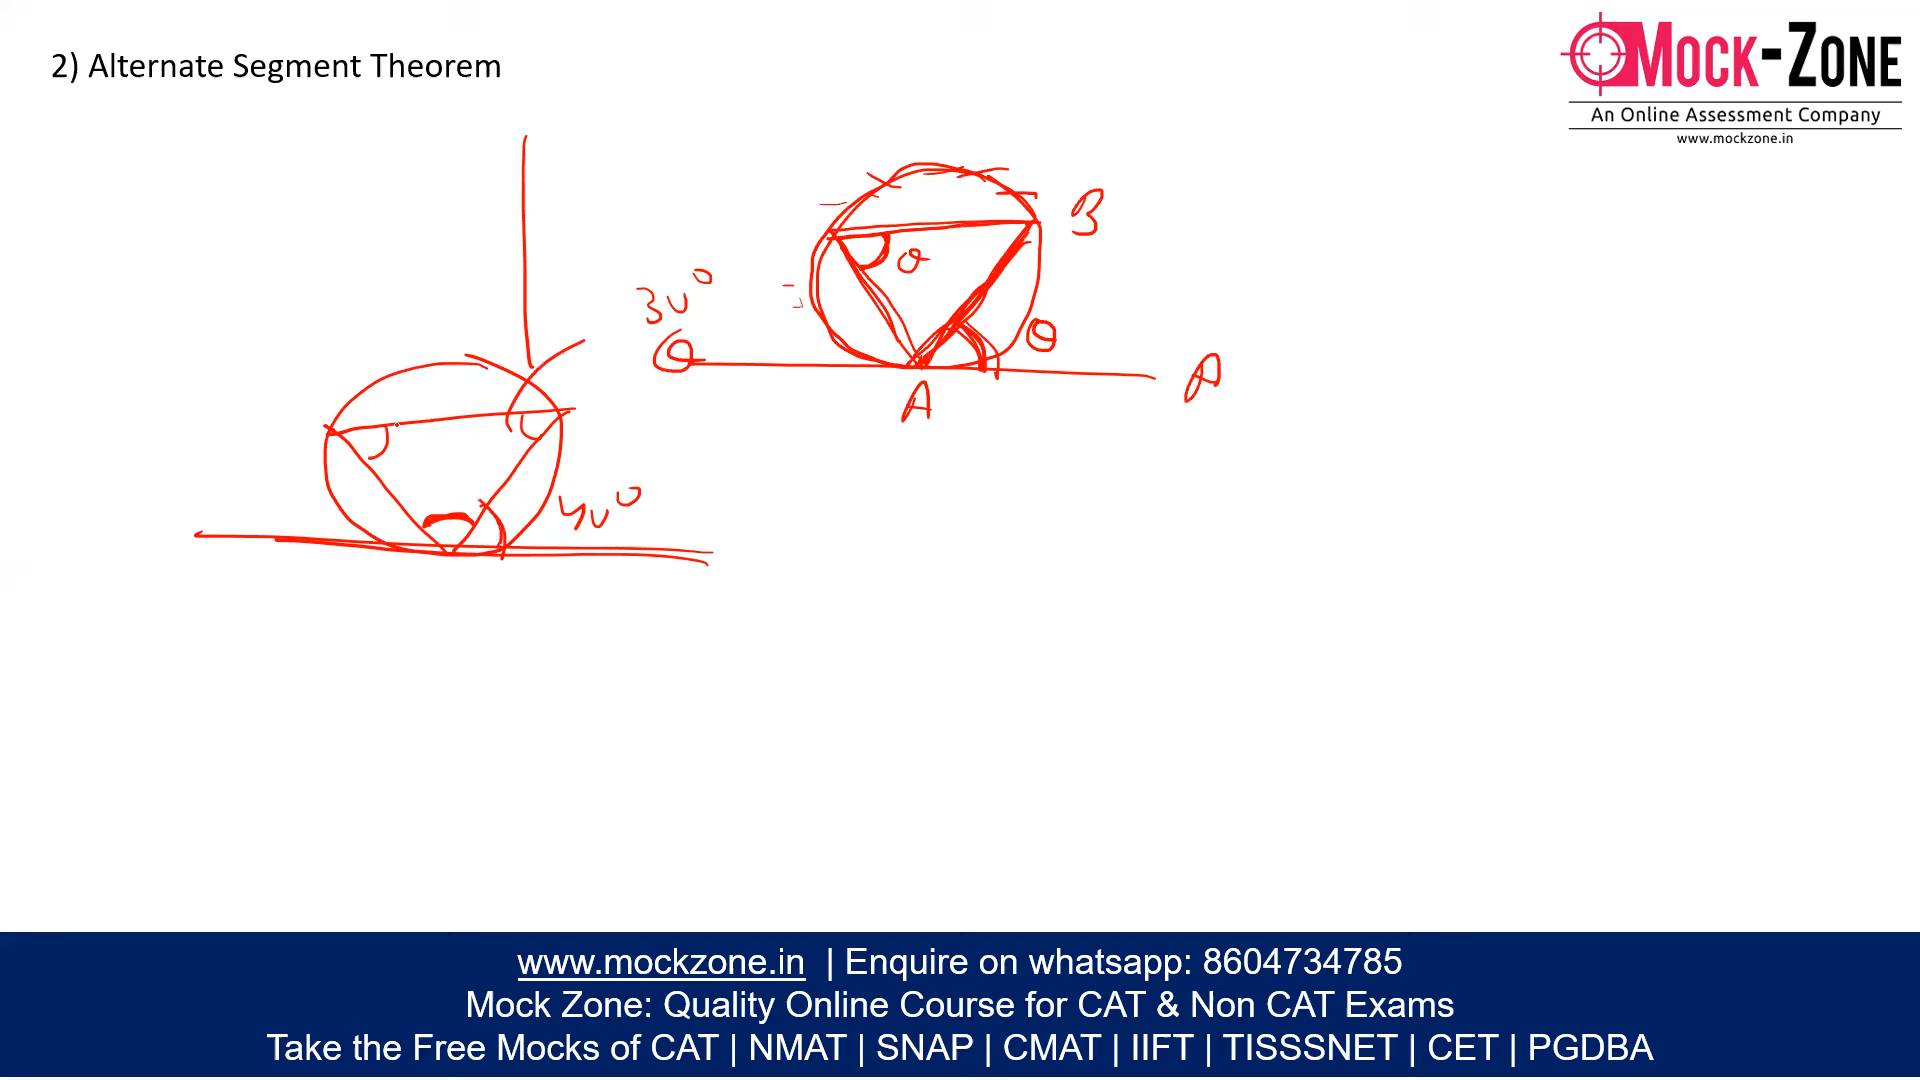 2) Alternate Segment Theorem
MOCK-ZONE
An Online Assessment Company
www.mockzone.in
B
θ
30°
θ
Q
A
P
www.mockzone.in | Enquire on whatsapp: 8604734785
Mock Zone: Quality Online Course for CAT & Non CAT Exams
Take the Free Mocks of CAT | NMAT | SNAP | CMAT | IIFT | TISSSNET | CET | PGDBA